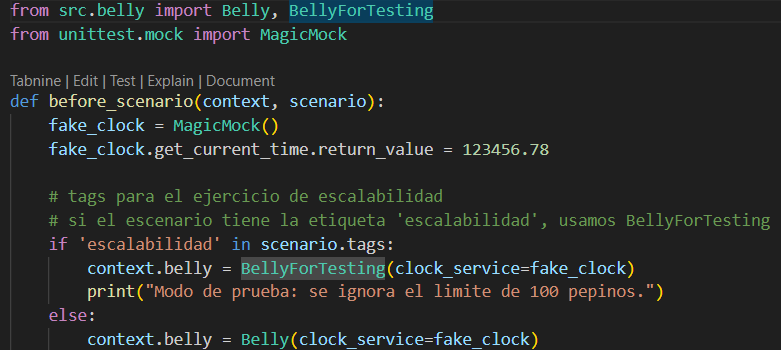 from src.belly import Belly, BellyForTesting
from unittest.mock import MagicMock
Tabnine | Edit | Test | Explain | Document
def before_scenario(context, scenario):
    fake_clock = MagicMock()
    fake_clock.get_current_time.return_value = 123456.78
    # tags para el ejercicio de escalabilidad
    # si el escenario tiene la etiqueta 'escalabilidad', usamos BellyForTesting
    if 'escalabilidad' in scenario.tags:
        context.belly = BellyForTesting(clock_service=fake_clock)
        print("Modo de prueba: se ignora el limite de 100 pepinos.")
    else:
        context.belly = Belly(clock_service=fake_clock)